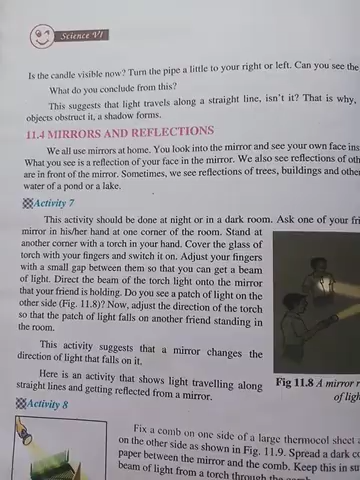 Science VI
Is the candle visible now? Turn the pipe a little to your right or left. Can you see the
What do you conclude from this?
This suggests that light travels along a straight line, isn't it? That is why,
objects obstruct it, a shadow forms.
11.4 MIRRORS AND REFLECTIONS
We all use mirrors at home. You look into the mirror and see your own face ins
What you see is a reflection of your face in the mirror. We also see reflections of oth
are in front of the mirror. Sometimes, we see reflections of trees, buildings and othe
water of a pond or a lake.
Activity 7
This activity should be done at night or in a dark room. Ask one of your fri
mirror in his/her hand at one corner of the room. Stand at
another corner with a torch in your hand. Cover the glass of
torch with your fingers and switch it on. Adjust your fingers
with a small gap between them so that you can get a beam
of light. Direct the beam of the torch light onto the mirror
that your friend is holding. Do you see a patch of light on the
other side (Fig. 11.8)? Now, adjust the direction of the torch
so that the patch of light falls on another friend standing in
the room.
This activity suggests that a mirror changes the
direction of light that falls on it.
Here is an activity that shows light travelling along
straight lines and getting reflected from a mirror.
Fig 11.8 A mirror r
of ligh
Activity 8
Fix a comb on one side of a large thermocol sheet a
on the other side as shown in Fig. 11.9. Spread a dark co
paper between the mirror and the comb. Keep this in su
beam of light from a torch through the comb